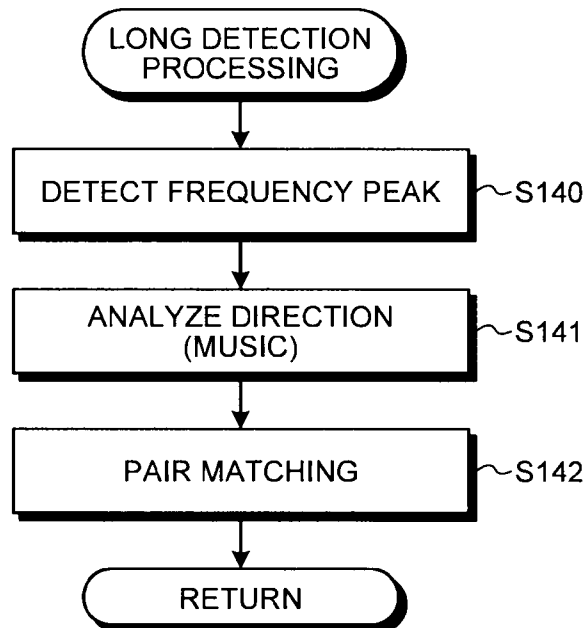 LONG DETECTION
PROCESSING
DETECT FREQUENCY PEAK
S140
ANALYZE DIRECTION
(MUSIC)
S141
PAIR MATCHING
S142
RETURN